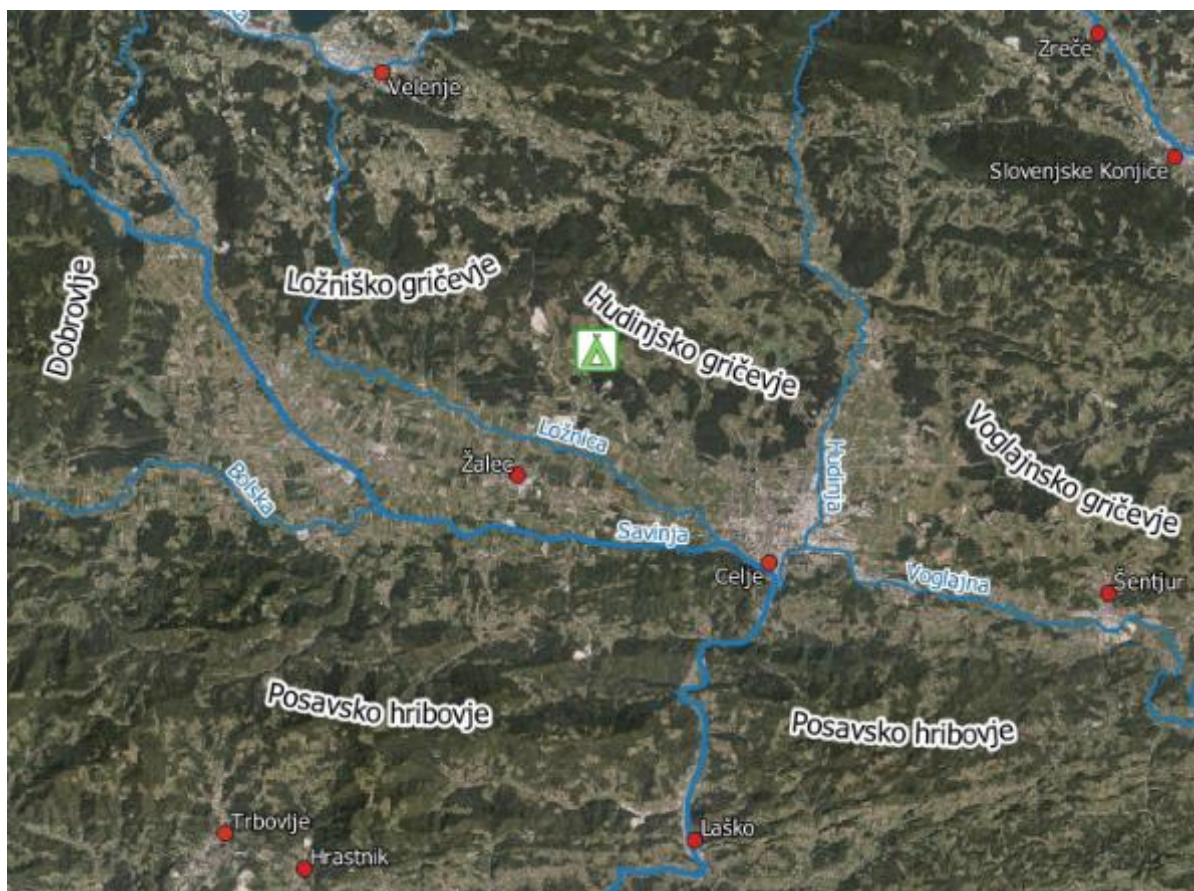 Zreče
Velenje
Slovenjske Konjice
Ložniško gričevje
Hudinjsko gričevje
Dobrovlje
Voglajnsko gričevje
Ložnica
Hudinja
Žalec
Bolska
Savinja
Celje
Voglajna
Šentjur
Posavsko hribovje
Posavsko hribovje
Trbovlje
Laško
Hrastnik